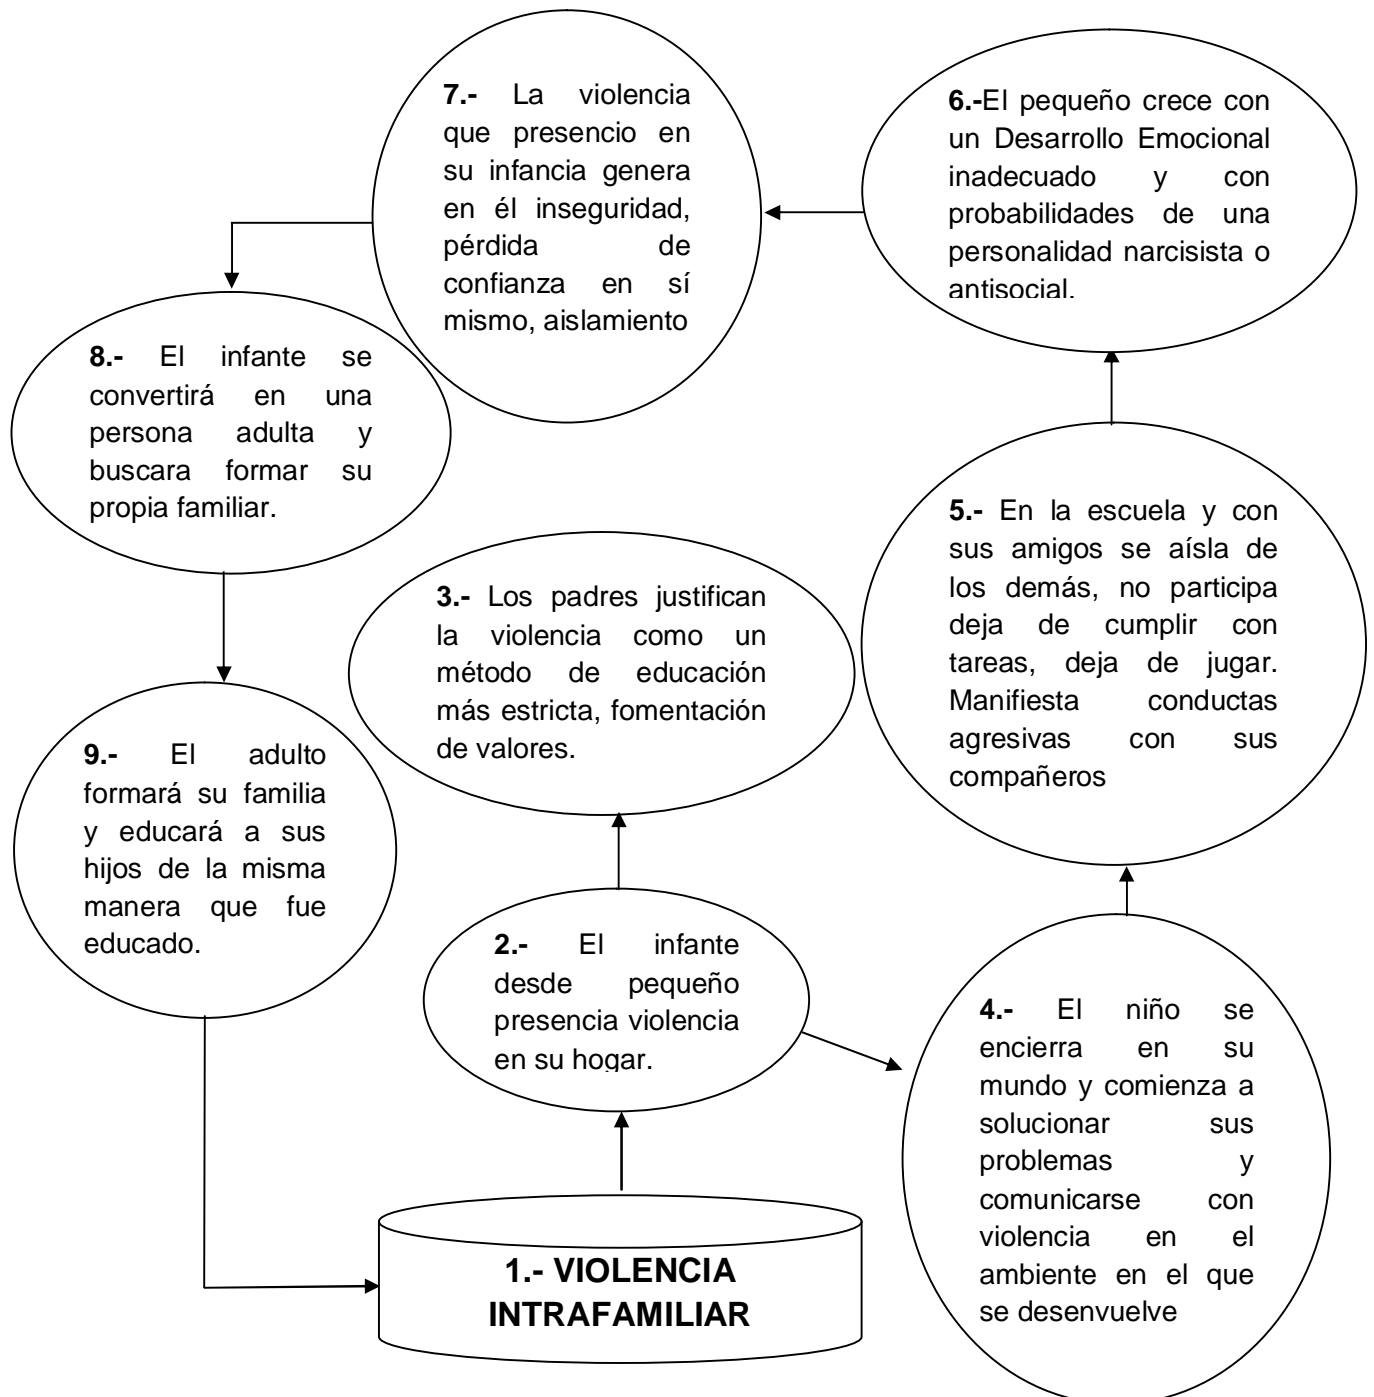 7.- La violencia
que presencio en
su infancia genera
en él inseguridad,
pérdida de
confianza en sí
mismo, aislamiento
6.-El pequeño crece con
un Desarrollo Emocional
inadecuado y con
probabilidades de una
personalidad narcisista o
antisocial.
8.- El infante se
convertirá en una
persona adulta y
buscara formar su
propia familiar.
5.- En la escuela y con
sus amigos se aísla de
los demás, no participa
deja de cumplir con
tareas, deja de jugar.
Manifiesta conductas
agresivas con sus
compañeros
3.- Los padres justifican
la violencia como un
método de educación
más estricta, fomentación
de valores.
9.- El adulto
formará su familia
y educará a sus
hijos de la misma
manera que fue
educado.
2.- El infante
desde pequeño
presencia violencia
en su hogar.
4.- El niño se
encierra en su
mundo y comienza a
solucionar sus
problemas y
comunicarse con
violencia en el
ambiente en el que
se desenvuelve
1.- VIOLENCIA
INTRAFAMILIAR